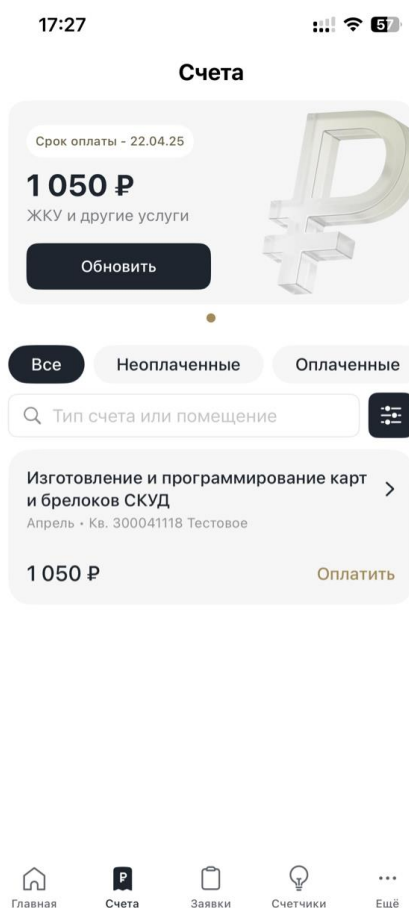 17:27
57
Счета
Срок оплаты - 22.04.25
1 050 ₽
ЖКУ и другие услуги
Обновить
Все
Неоплаченные
Оплаченные
Тип счета или помещение
Изготовление и программирование карт
и брелоков СКУД
Апрель • Кв. 300041118 Тестовое
1 050 ₽
Оплатить
Главная
Счета
Заявки
Счетчики
Ещё